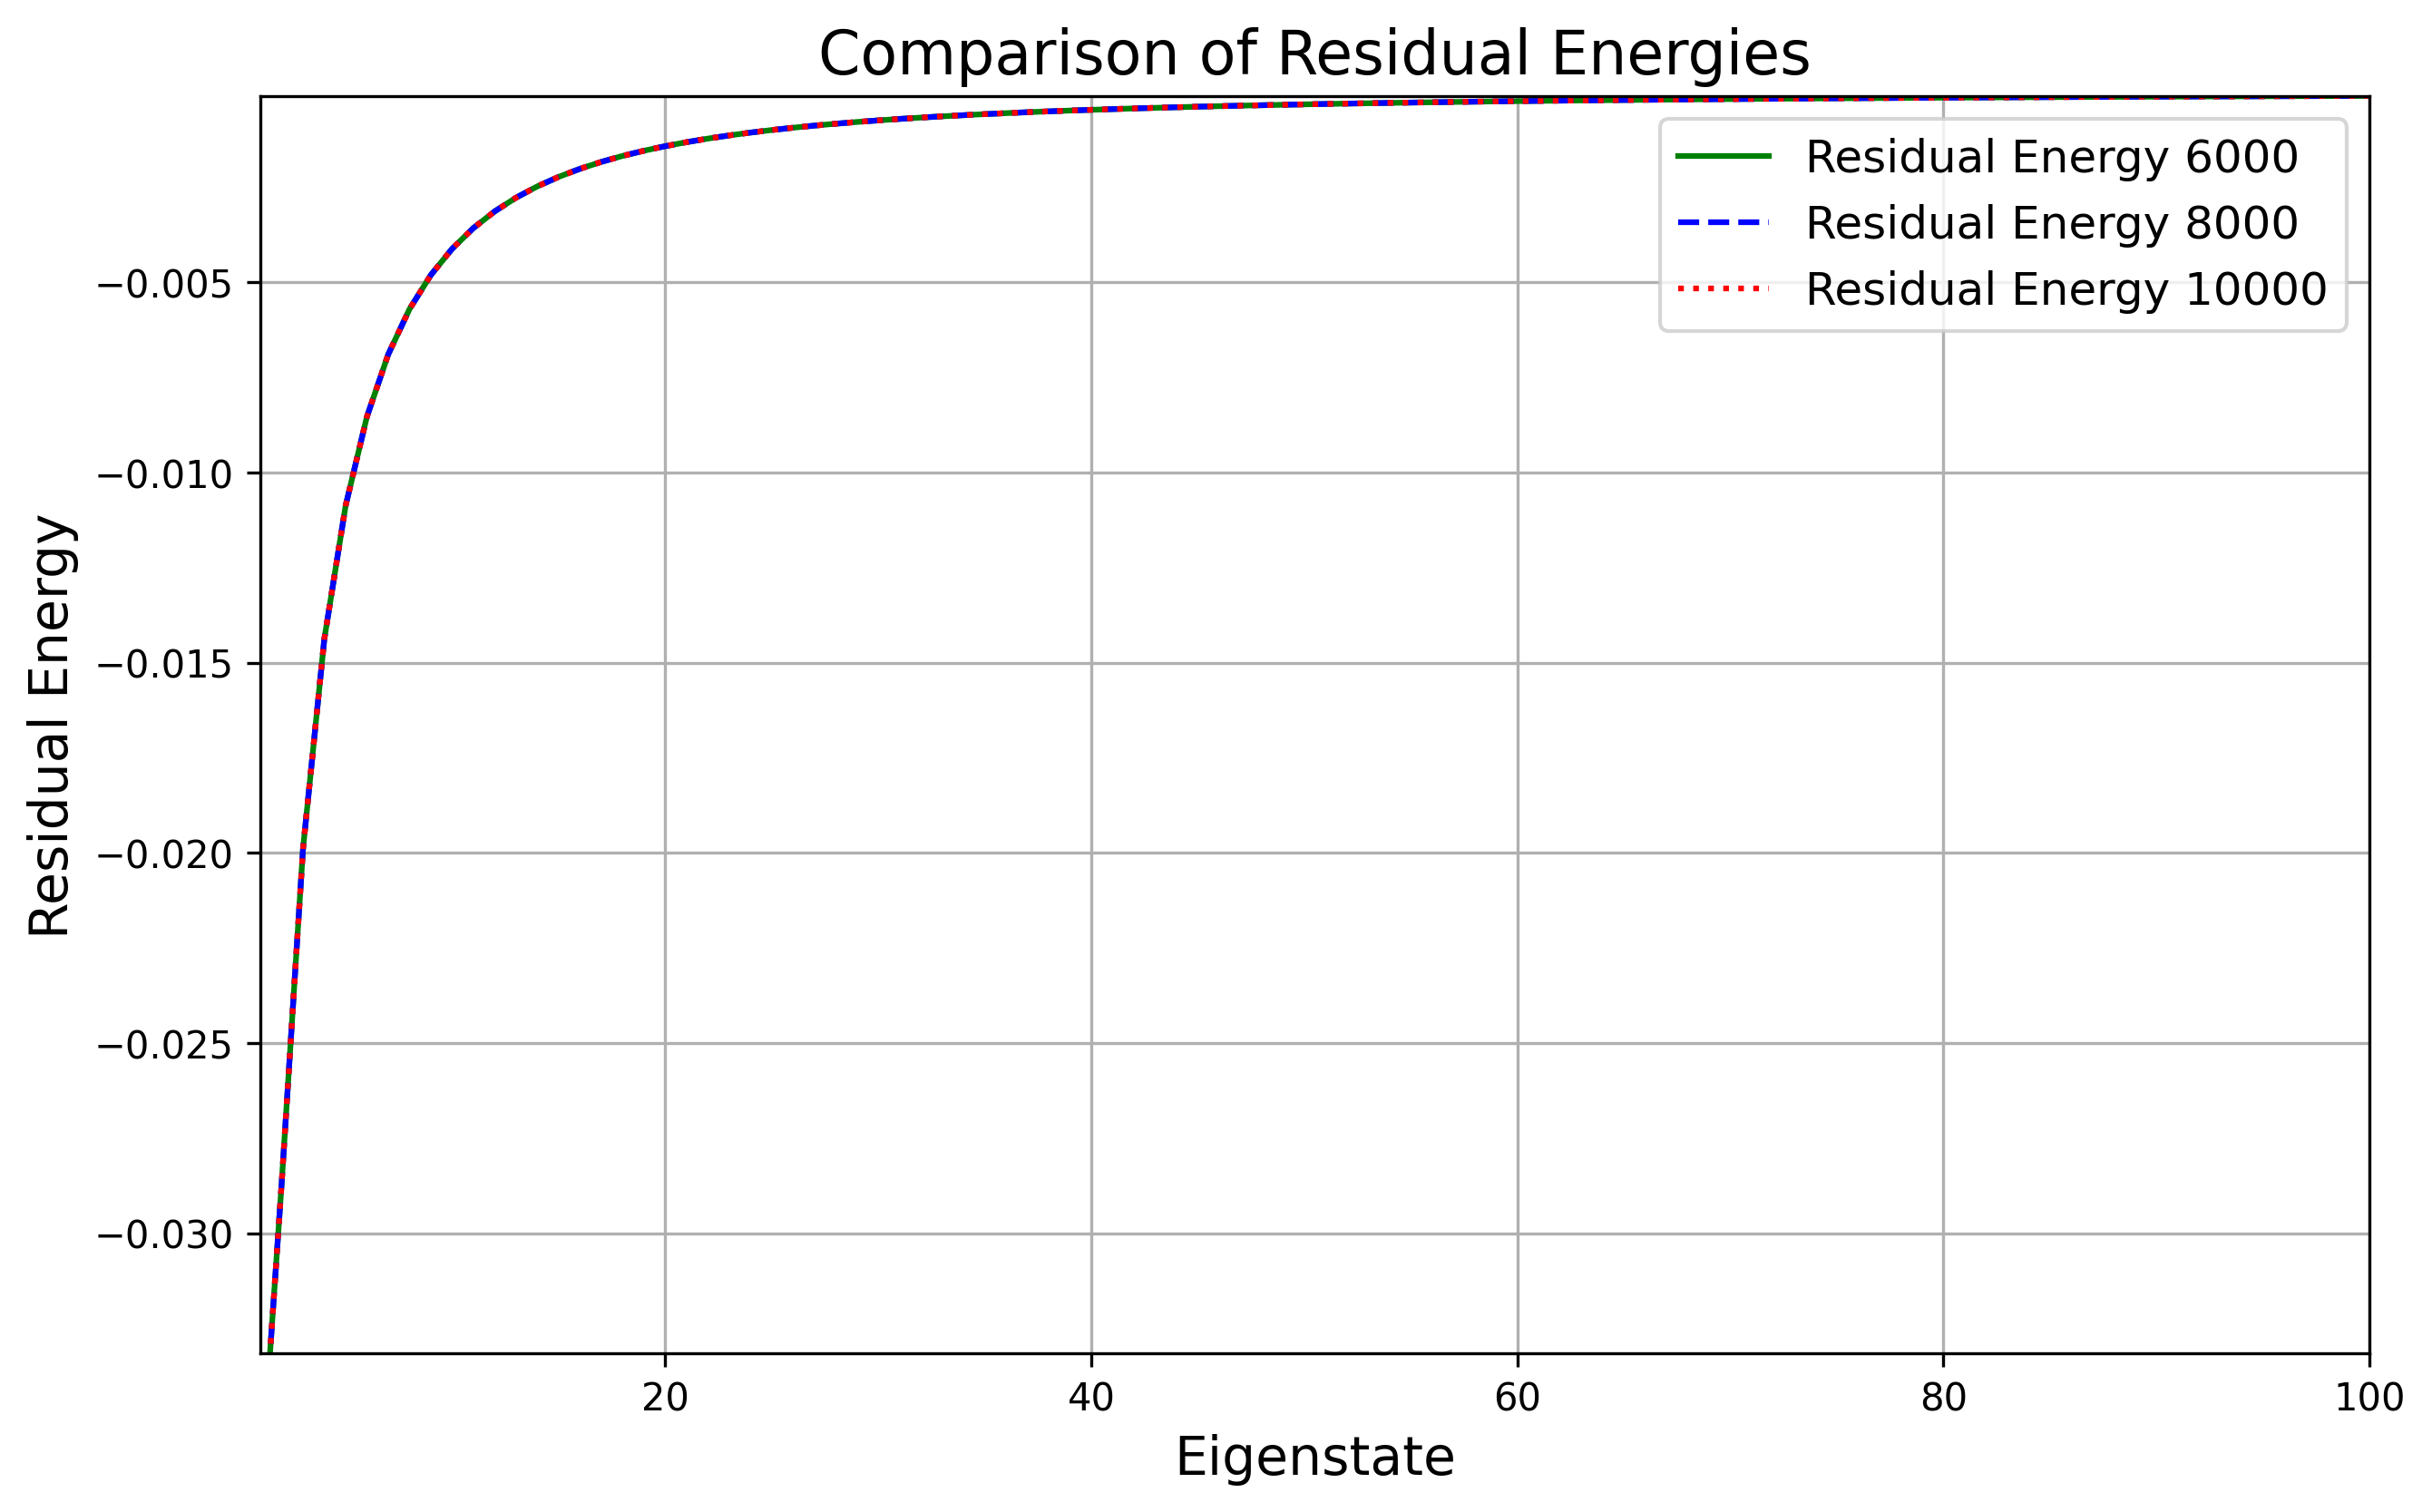 Comparison of Residual Energies
Residual Energy 6000
Residual Energy 8000
Residual Energy 10000
−0.005
−0.010
−0.015
−0.020
−0.025
−0.030
Residual Energy
20 40 60 80 100
Eigenstate